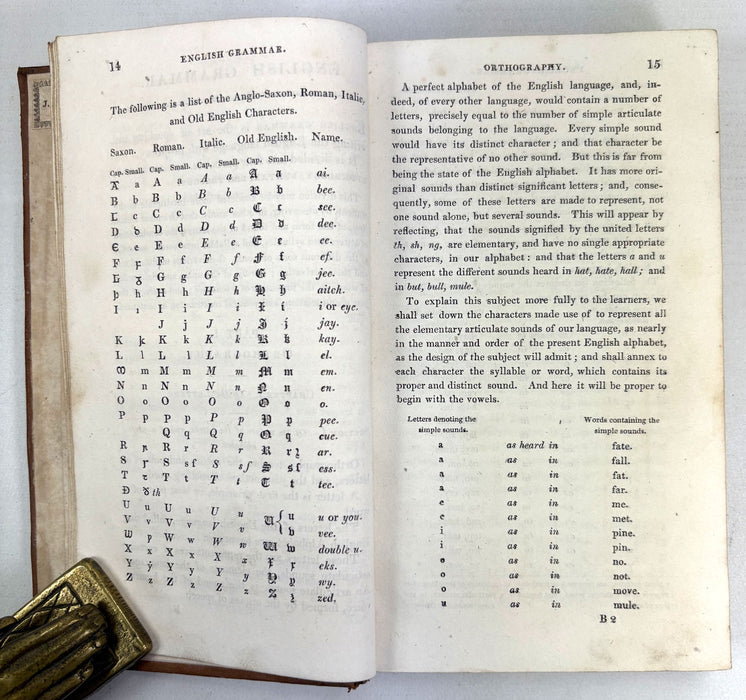 J.
14 ENGLISH GRAMMAR.
The following is a list of the Anglo-Saxon, Roman, Italic,
and Old English Characters.
Saxon. Roman. Italic. Old English. Name.
Cap. Small. Cap. Small. Cap. Small. Cap. Small.
A a A a A a A a ai.
B b B b B b B b bee.
C c C c C c C c see.
D d D d D d D d dee.
E e E e E e E e ee.
F f F f F f F f ef.
G g G g G g G g jee.
þ h H h H h H h aitch.
I ı I i I i I i i or eye.
J j J j J j jay.
K k K k K k K k kay.
L l L l L l L l el.
M m M m M m M m em.
N n N n N n N n en.
O o O o O o O o o.
P p P p P p P p pee.
Q q Q q Q q cue.
R r R r R r R r ꝛ ar.
S s S s ſ S s ſ S s ſ ess.
T t T t T t T t tee.
Ð ð th
U u U u U u U { u u or you.
V v V v V v b vee.
W p W w W w W w double u.
X x X x X x X x eks.
Y ẏ Y y Y y Y y wy.
Z z Z z Z z Z z zed.
ORTHOGRAPHY. 15
A perfect alphabet of the English language, and, in-
deed, of every other language, would contain a number of
letters, precisely equal to the number of simple articulate
sounds belonging to the language. Every simple sound
would have its distinct character; and that character be
the representative of no other sound. But this is far from
being the state of the English alphabet. It has more ori-
ginal sounds than distinct significant letters; and, conse-
quently, some of these letters are made to represent, not
one sound alone, but several sounds. This will appear by
reflecting, that the sounds signified by the united letters
th, sh, ng, are elementary, and have no single appropriate
characters, in our alphabet: and that the letters a and u
represent the different sounds heard in hat, hate, hall; and
in but, bull, mule.
To explain this subject more fully to the learners, we
shall set down the characters made use of to represent all
the elementary articulate sounds of our language, as nearly
in the manner and order of the present English alphabet,
as the design of the subject will admit; and shall annex to
each character the syllable or word, which contains its
proper and distinct sound. And here it will be proper to
begin with the vowels.
Letters denoting the Words containing the
simple sounds. simple sounds.
a as heard in fate.
a as in fall.
a as in fat.
a as in far.
e as in me.
e as in met.
i as in pine.
i as in pin.
o as in no.
o as in not.
o as in move.
u as in mule.
B 2